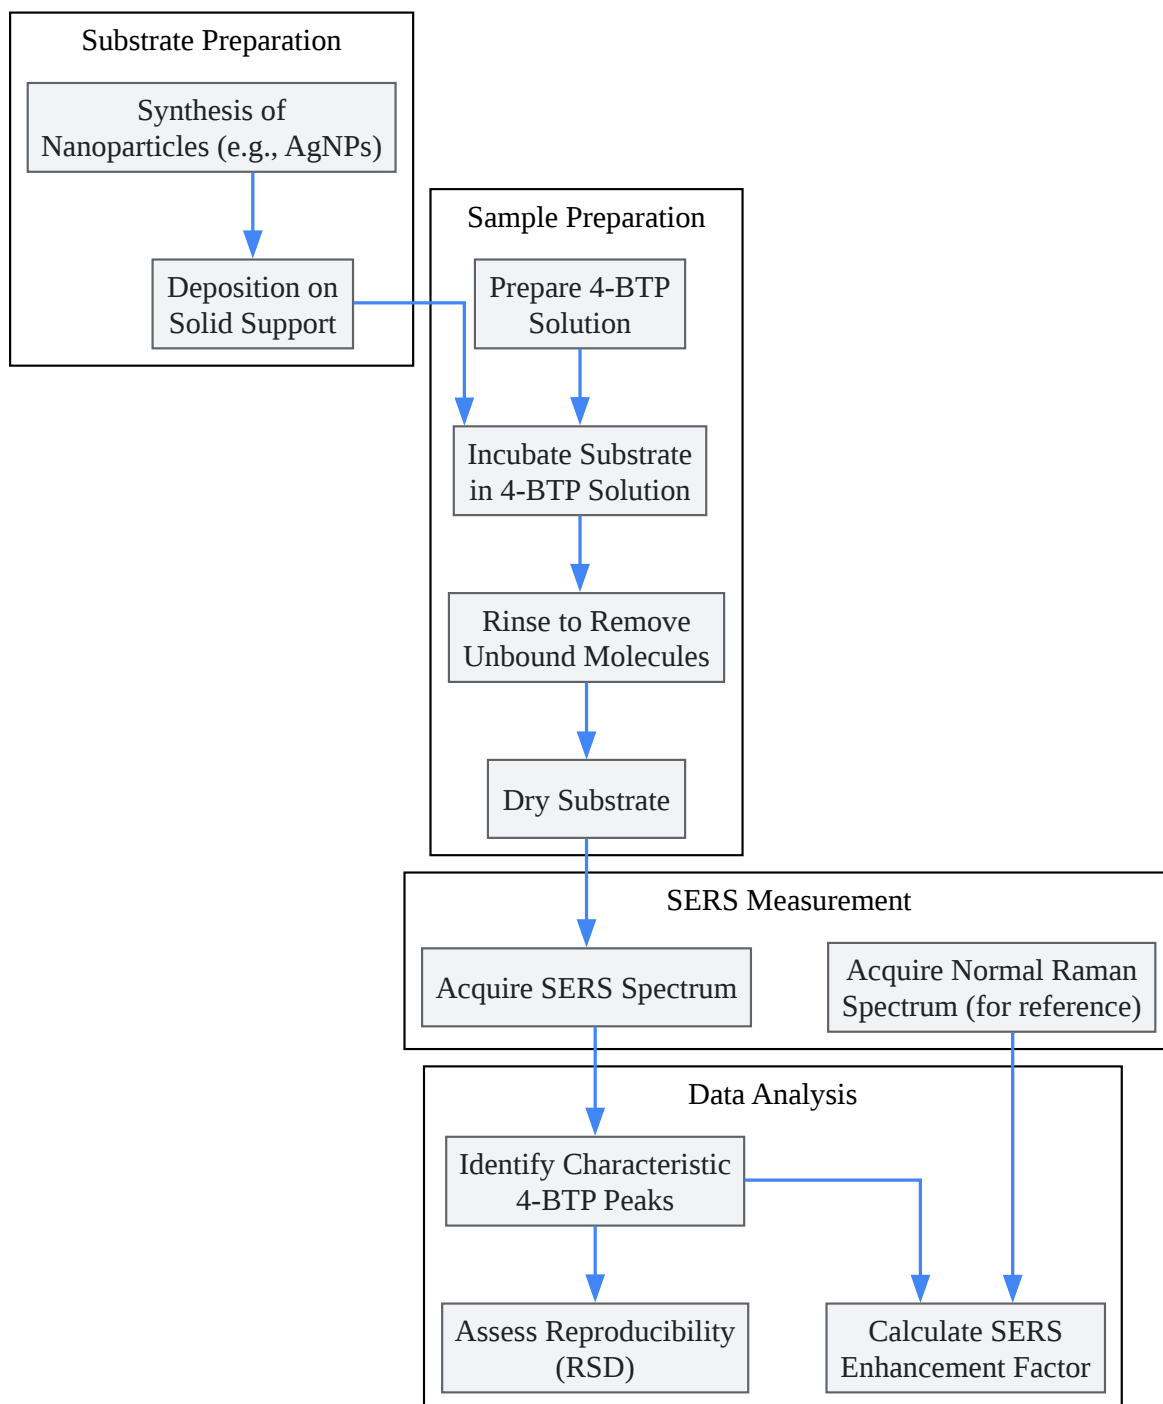 Substrate Preparation
Synthesis of
Nanoparticles (e.g., AgNPs)
Deposition on
Solid Support
Sample Preparation
Prepare 4-BTP
Solution
Incubate Substrate
in 4-BTP Solution
Rinse to Remove
Unbound Molecules
Dry Substrate
SERS Measurement
Acquire SERS Spectrum
Acquire Normal Raman
Spectrum (for reference)
Data Analysis
Identify Characteristic
4-BTP Peaks
Assess Reproducibility
(RSD)
Calculate SERS
Enhancement Factor